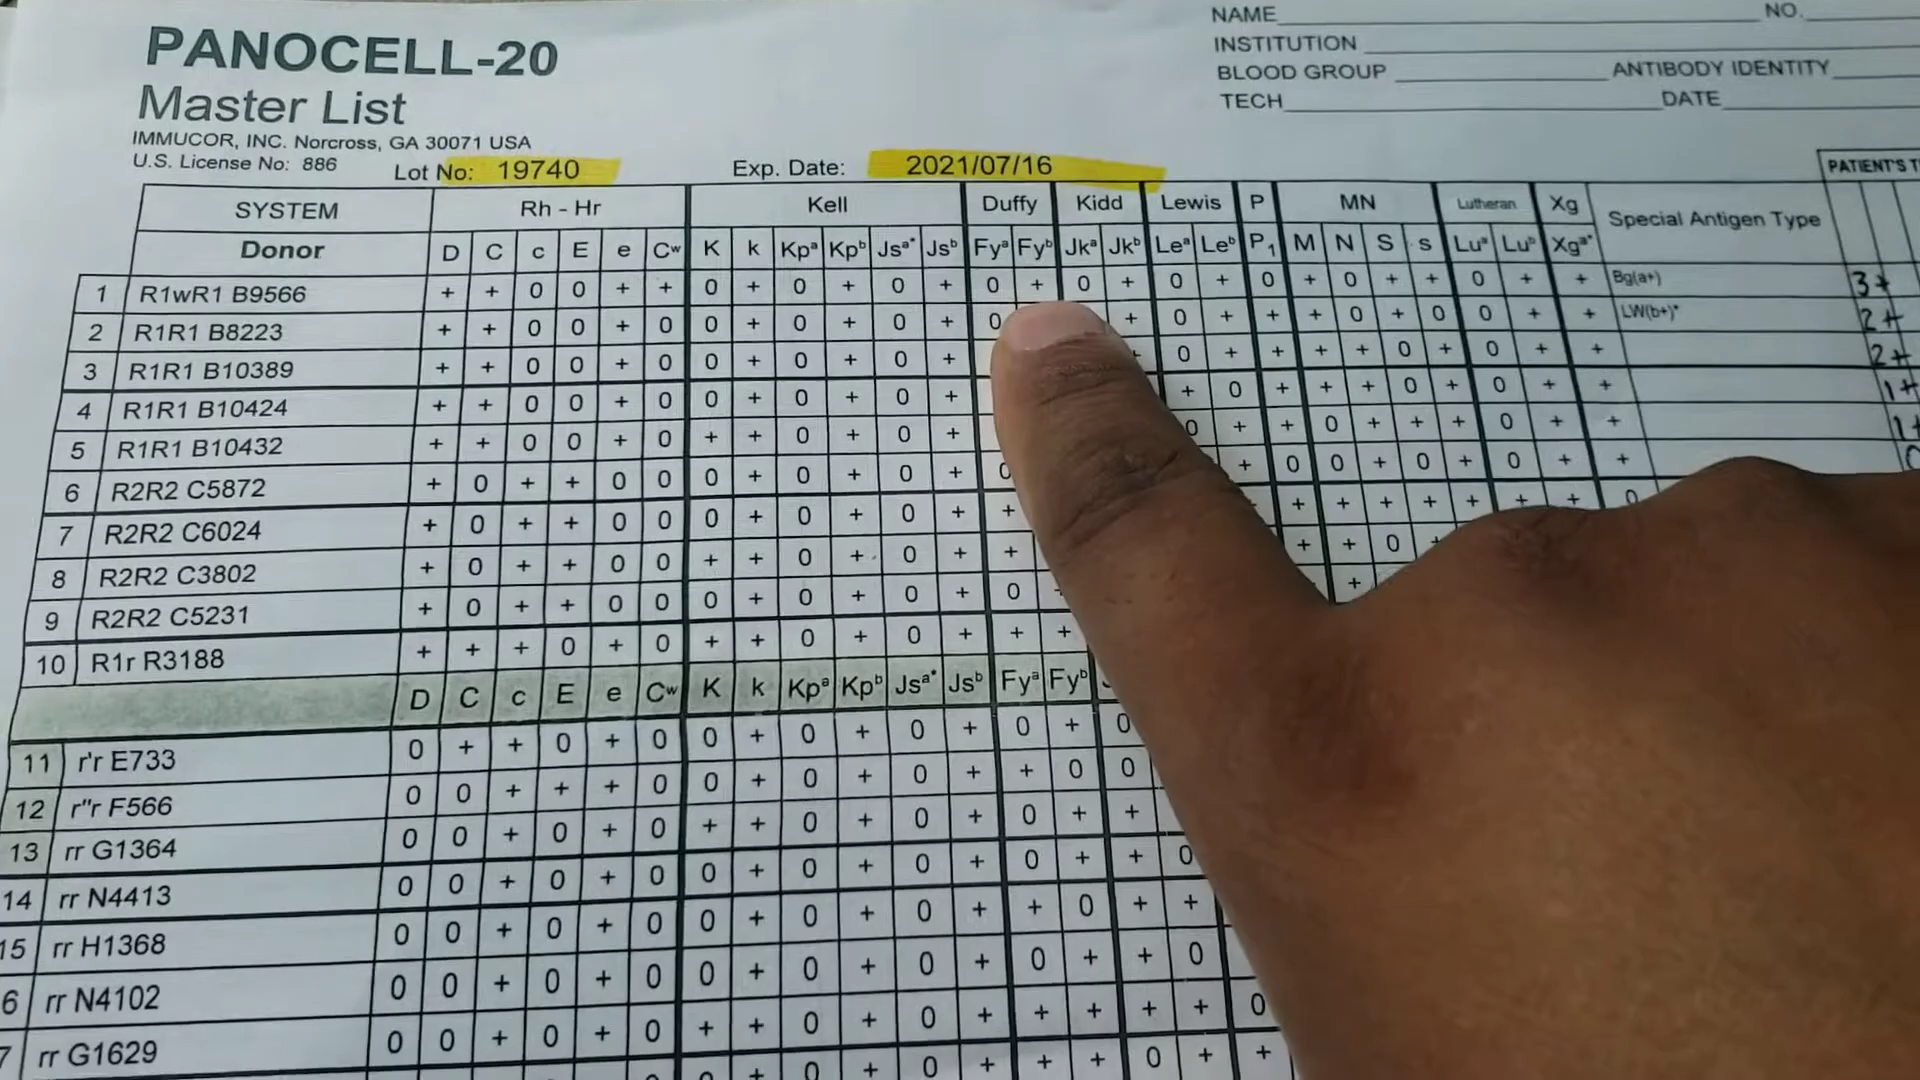 PANOCELL-20
Master List
IMMUCOR, INC. Norcross, GA 30071 USA
U.S. License No: 886 Lot No: 19740 Exp. Date: 2021/07/16
NAME NO.
INSTITUTION
BLOOD GROUP ANTIBODY IDENTITY
TECH DATE
PATIENT'S T
SYSTEM Rh - Hr Kell Duffy Kidd Lewis P MN Lutheran Xg Special Antigen Type
Donor D C c E e Cʷ K k Kpᵃ Kpᵇ Jsᵃ* Jsᵇ Fyᵃ Fyᵇ Jkᵃ Jkᵇ Leᵃ Leᵇ P₁ M N S s Luᵃ Luᵇ Xgᵃ*
1 R1wR1 B9566 + + 0 0 + + 0 + 0 + 0 + 0 + 0 + 0 + 0 + 0 + + 0 + + Bg(a+) 3+
2 R1R1 B8223 + + 0 0 + 0 0 + 0 + 0 + 0 + 0 + + + 0 + 0 0 + + LW(b+)* 2+
3 R1R1 B10389 + + 0 0 + 0 0 + 0 + 0 + 0 + + + + 0 + 0 + + 2+
4 R1R1 B10424 + + 0 0 + 0 0 + 0 + 0 + + 0 + + + 0 + 0 + + 1+
5 R1R1 B10432 + + 0 0 + 0 + + 0 + 0 + 0 + + 0 + + + 0 + + 1+
6 R2R2 C5872 + 0 + + 0 0 0 + 0 + 0 + 0 + 0 0 + 0 + 0 + + 0
7 R2R2 C6024 + 0 + + 0 0 0 + 0 + 0 + + + + + + + + + 0
8 R2R2 C3802 + 0 + + 0 0 + + 0 + 0 + + + + 0
9 R2R2 C5231 + 0 + + 0 0 0 + 0 + 0 + 0 +
10 R1r R3188 + + + 0 + 0 + + 0 + 0 + + +
D C c E e Cʷ K k Kpᵃ Kpᵇ Jsᵃ* Jsᵇ Fyᵃ Fyᵇ
11 r'r E733 0 + + 0 + 0 0 + 0 + 0 + 0 + 0
12 r"r F566 0 0 + + + 0 0 + 0 + 0 + + 0 0
13 rr G1364 0 0 + 0 + 0 + + 0 + 0 + 0 + +
14 rr N4413 0 0 + 0 + 0 0 + 0 + 0 + 0 + + 0
15 rr H1368 0 0 + 0 + 0 0 + 0 + 0 + + 0 + +
6 rr N4102 0 0 + 0 + 0 0 + 0 + 0 + 0 + + 0
7 rr G1629 0 0 + 0 + 0 + + 0 + 0 + + + + + 0
0 0 + 0 + 0 + + + 0 + +